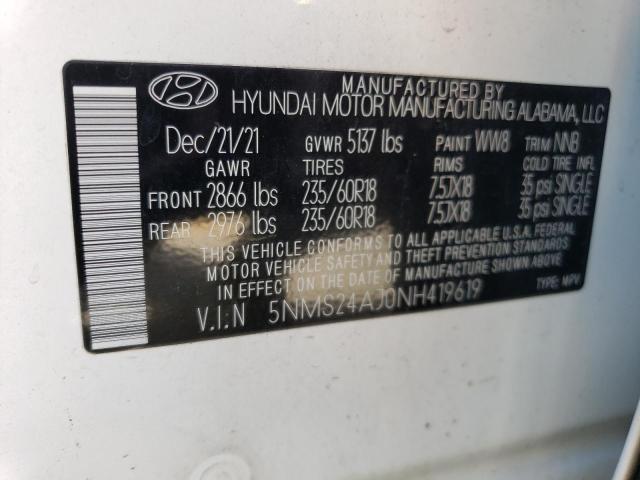 MANUFACTURED BY
HYUNDAI MOTOR MANUFACTURING ALABAMA, LLC
Dec/21/21 GVWR 5137 lbs PAINT WW8 TRIM NNB
GAWR TIRES RIMS COLD TIRE INFL
FRONT 2866 lbs 235/60R18 7.5JX18 35 psi SINGLE
REAR 2976 lbs 235/60R18 7.5JX18 35 psi SINGLE
THIS VEHICLE CONFORMS TO ALL APPLICABLE U.S.A FEDERAL
MOTOR VEHICLE SAFETY AND THEFT PREVENTION STANDARDS
IN EFFECT ON THE DATE OF MANUFACTURE SHOWN ABOVE.
V.I.N 5NMS24AJ0NH419619 TYPE: MPV